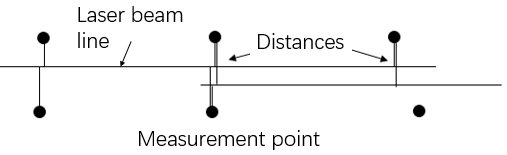 Laser beam
line
Distances
Measurement point